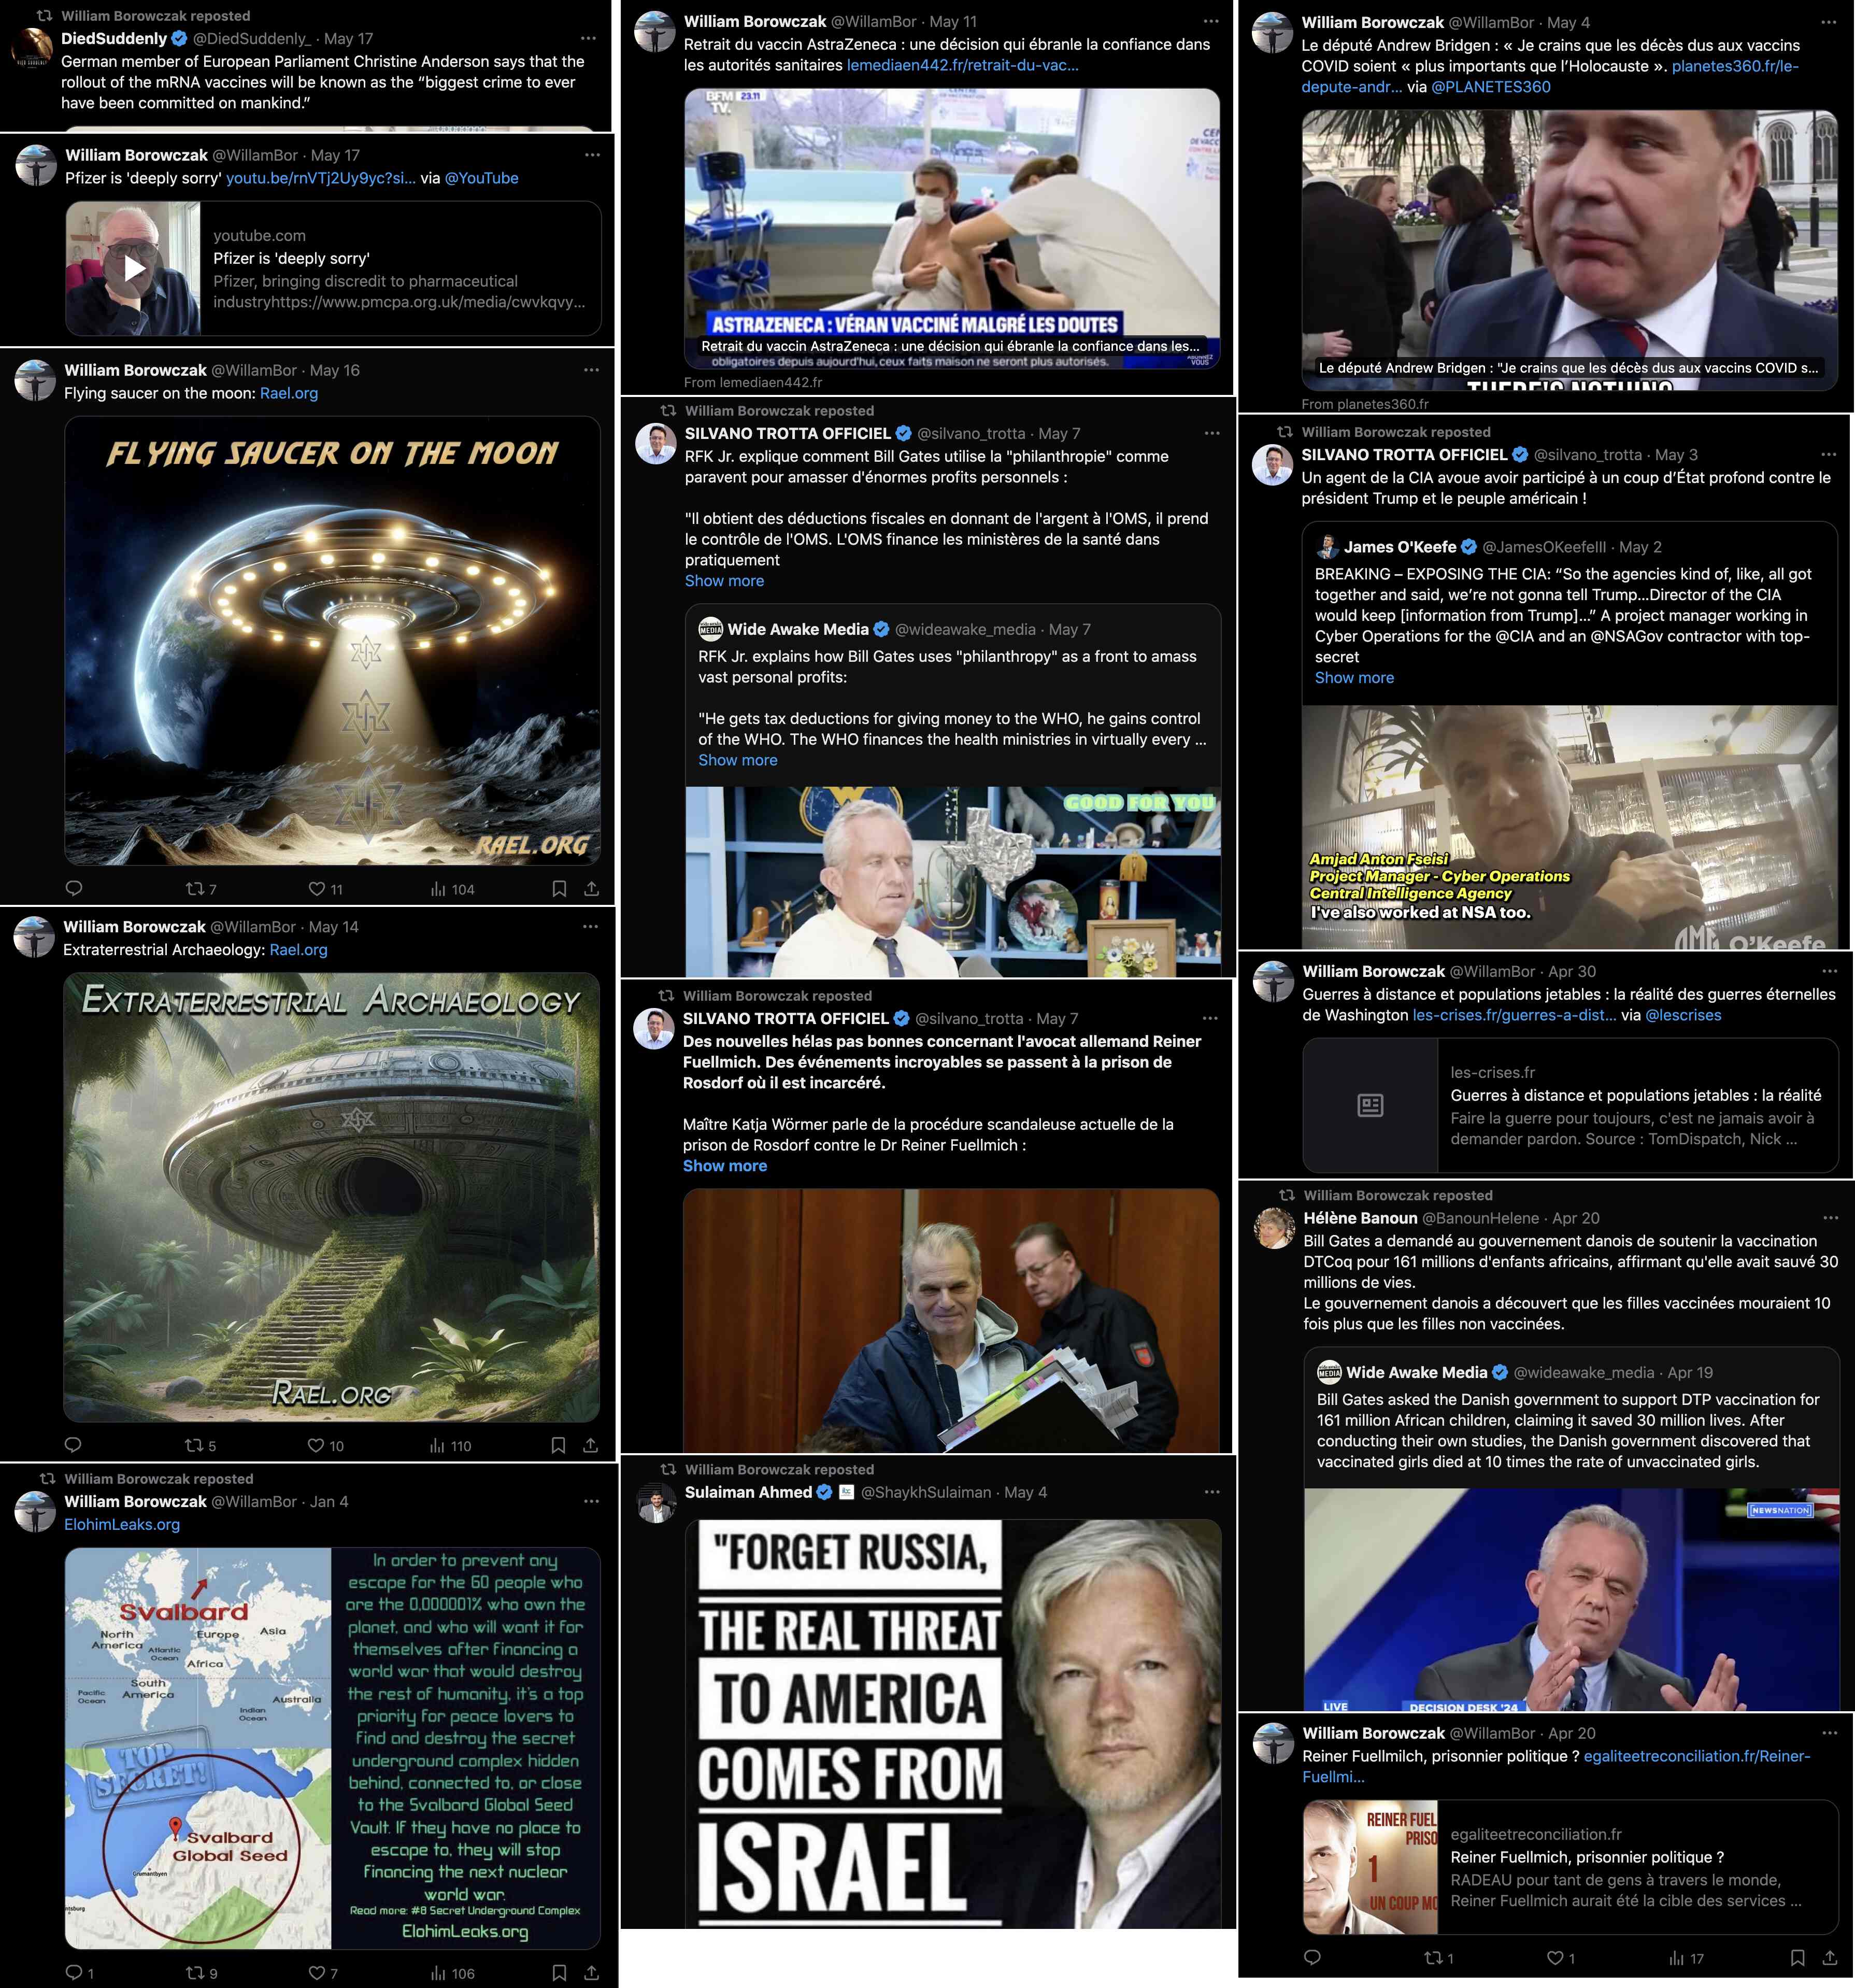 William Borowczak reposted
DiedSuddenly @DiedSuddenly_ · May 17
German member of European Parliament Christine Anderson says that the
rollout of the mRNA vaccines will be known as the “biggest crime to ever
have been committed on mankind.”
William Borowczak @WillamBor · May 17
Pfizer is 'deeply sorry' youtu.be/rnVTj2Uy9yc?si... via @YouTube
youtube.com
Pfizer is 'deeply sorry'
Pfizer, bringing discredit to pharmaceutical
industryhttps://www.pmcpa.org.uk/media/cwvkqvy...
William Borowczak @WillamBor · May 16
Flying saucer on the moon: Rael.org
FLYING SAUCER ON THE MOON
RAEL.ORG
7 11 104
William Borowczak @WillamBor · May 14
Extraterrestrial Archaeology: Rael.org
EXTRATERRESTRIAL ARCHAEOLOGY
RAEL.ORG
5 10 110
William Borowczak reposted
William Borowczak @WillamBor · Jan 4
ElohimLeaks.org
Svalbard
North
America
Europe
Asia
Atlantic
Ocean
Africa
South
America
Pacific
Ocean
Indian
Ocean
Australia
TOP
SECRET!
Svalbard
Global Seed
Grumantbyen
In order to prevent any
escape for the 60 people who
are the 0,000001% who own the
planet, and who will want it for
themselves after financing a
world war that would destroy
the rest of humanity, it's a top
priority for peace lovers to
find and destroy the secret
underground complex hidden
behind, connected to, or close
to the Svalbard Global Seed
Vault. If they have no place to
escape to, they will stop
financing the next nuclear
world war.
Read more: #8 Secret Underground Complex
ElohimLeaks.org
1 9 7 106
William Borowczak @WillamBor · May 11
Retrait du vaccin AstraZeneca : une décision qui ébranle la confiance dans
les autorités sanitaires lemediaen442.fr/retrait-du-vac...
BFM
TV. 23.11
ASTRAZENECA : VÉRAN VACCINÉ MALGRÉ LES DOUTES
Retrait du vaccin AstraZeneca : une décision qui ébranle la confiance dans les...
obligatoires depuis aujourd'hui, ceux faits maison ne seront plus autorisés.
From lemediaen442.fr
William Borowczak reposted
SILVANO TROTTA OFFICIEL @silvano_trotta · May 7
RFK Jr. explique comment Bill Gates utilise la "philanthropie" comme
paravent pour amasser d'énormes profits personnels :
"Il obtient des déductions fiscales en donnant de l'argent à l'OMS, il prend
le contrôle de l'OMS. L'OMS finance les ministères de la santé dans
pratiquement
Show more
Wide Awake Media @wideawake_media · May 7
RFK Jr. explains how Bill Gates uses "philanthropy" as a front to amass
vast personal profits:
"He gets tax deductions for giving money to the WHO, he gains control
of the WHO. The WHO finances the health ministries in virtually every ...
Show more
GOOD FOR YOU
William Borowczak reposted
SILVANO TROTTA OFFICIEL @silvano_trotta · May 7
Des nouvelles hélas pas bonnes concernant l'avocat allemand Reiner
Fuellmich. Des événements incroyables se passent à la prison de
Rosdorf où il est incarcéré.
Maître Katja Wörmer parle de la procédure scandaleuse actuelle de la
prison de Rosdorf contre le Dr Reiner Fuellmich :
Show more
William Borowczak reposted
Sulaiman Ahmed @ShaykhSulaiman · May 4
"FORGET RUSSIA,
THE REAL THREAT
TO AMERICA
COMES FROM
ISRAEL
William Borowczak @WillamBor · May 4
Le député Andrew Bridgen : « Je crains que les décès dus aux vaccins
COVID soient « plus importants que l’Holocauste ». planetes360.fr/le-
depute-andr... via @PLANETES360
Le député Andrew Bridgen : "Je crains que les décès dus aux vaccins COVID s...
THERE'S NOTHING
From planetes360.fr
William Borowczak reposted
SILVANO TROTTA OFFICIEL @silvano_trotta · May 3
Un agent de la CIA avoue avoir participé à un coup d’État profond contre le
président Trump et le peuple américain !
James O'Keefe @JamesOKeefeIII · May 2
BREAKING – EXPOSING THE CIA: “So the agencies kind of, like, all got
together and said, we’re not gonna tell Trump...Director of the CIA
would keep [information from Trump]...” A project manager working in
Cyber Operations for the @CIA and an @NSAGov contractor with top-
secret
Show more
Amjad Anton Fseisi
Project Manager - Cyber Operations
Central Intelligence Agency
I've also worked at NSA too.
OMG O'Keefe
William Borowczak @WillamBor · Apr 30
Guerres à distance et populations jetables : la réalité des guerres éternelles
de Washington les-crises.fr/guerres-a-dist... via @lescrises
les-crises.fr
Guerres à distance et populations jetables : la réalité
Faire la guerre pour toujours, c'est ne jamais avoir à
demander pardon. Source : TomDispatch, Nick ...
William Borowczak reposted
Hélène Banoun @BanounHelene · Apr 20
Bill Gates a demandé au gouvernement danois de soutenir la vaccination
DTCoq pour 161 millions d'enfants africains, affirmant qu'elle avait sauvé 30
millions de vies.
Le gouvernement danois a découvert que les filles vaccinées mouraient 10
fois plus que les filles non vaccinées.
Wide Awake Media @wideawake_media · Apr 19
Bill Gates asked the Danish government to support DTP vaccination for
161 million African children, claiming it saved 30 million lives. After
conducting their own studies, the Danish government discovered that
vaccinated girls died at 10 times the rate of unvaccinated girls.
NEWSNATION
LIVE DECISION DESK '24
William Borowczak @WillamBor · Apr 20
Reiner Fuellmilch, prisonnier politique ? egaliteetreconciliation.fr/Reiner-
Fuellmi...
REINER FUEL
PRISO
1
UN COUP MO
egaliteetreconciliation.fr
Reiner Fuellmich, prisonnier politique ?
RADEAU pour tant de gens à travers le monde,
Reiner Fuellmich aurait été la cible des services ...
1 1 17